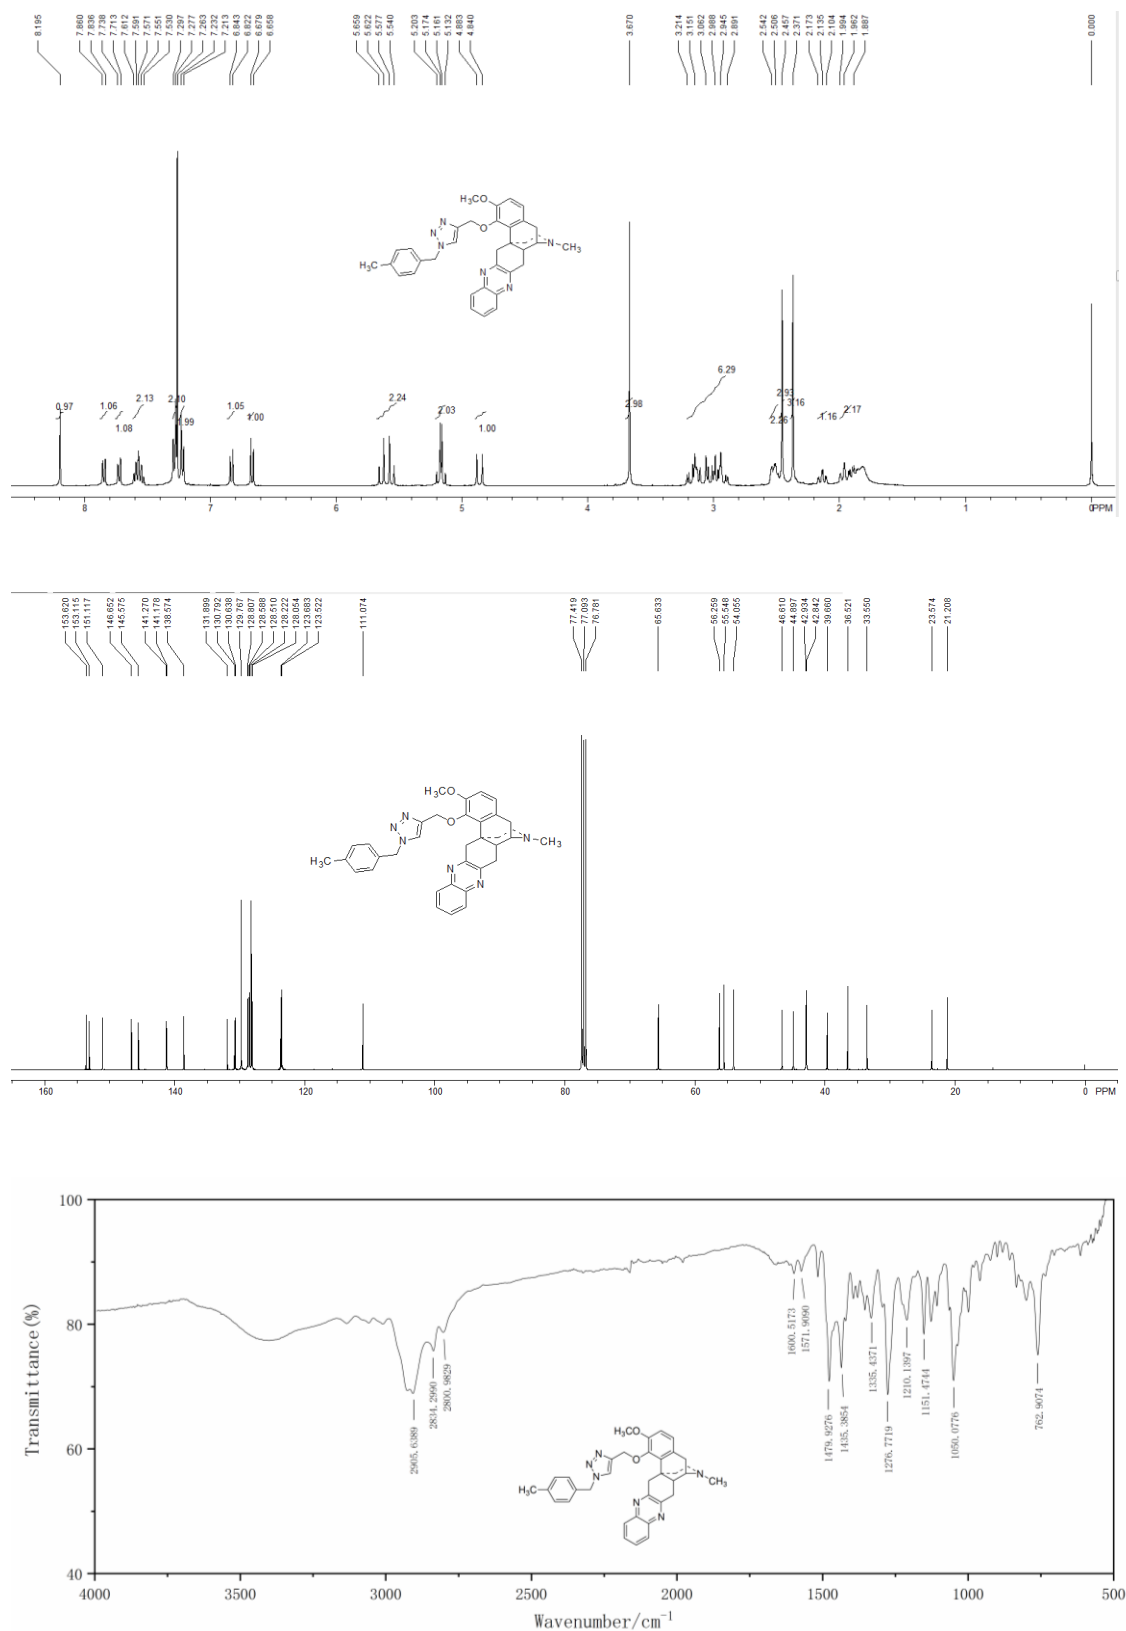 8.195 7.860 7.836 7.738 7.713 7.612 7.591 7.571 7.551 7.530 7.297 7.277 7.263 7.232 7.213 6.843 6.822 6.679 6.658 5.659 5.622 5.577 5.540 5.203 5.174 5.161 5.132 4.883 4.840 3.670 3.214 3.151 3.062 2.988 2.945 2.891 2.542 2.506 2.457 2.371 2.173 2.135 2.104 1.994 1.962 1.887 0.000
H₃CO
N N N O N CH₃
H₃C
N
N
0.97 1.06 1.08 2.13 2.10 1.99 1.05 1.00 2.24 2.03 1.00 2.98 6.29 2.93 2.26 3.16 1.16 2.17
8 7 6 5 4 3 2 1 0 PPM
153.620 153.115 151.117 146.652 145.575 141.270 141.178 138.574 131.899 130.792 130.638 129.767 128.807 128.588 128.510 128.222 128.054 123.683 123.522 111.074 77.419 77.093 76.781 65.633 56.259 55.548 54.055 46.610 44.897 42.934 42.842 39.660 36.521 33.550 23.574 21.208
H₃CO
N N N O N CH₃
H₃C
N
N
160 140 120 100 80 60 40 20 0 PPM
Transmittance(%)
100
80
60
40
2905.6389 2834.2990 2800.9829 1600.5173 1571.9090 1479.9276 1435.3854 1335.4371 1276.7719 1210.1397 1151.4744 1050.0776 762.9074
H₃CO
N N N O N CH₃
H₃C
N
N
4000 3500 3000 2500 2000 1500 1000 500
Wavenumber/cm⁻¹